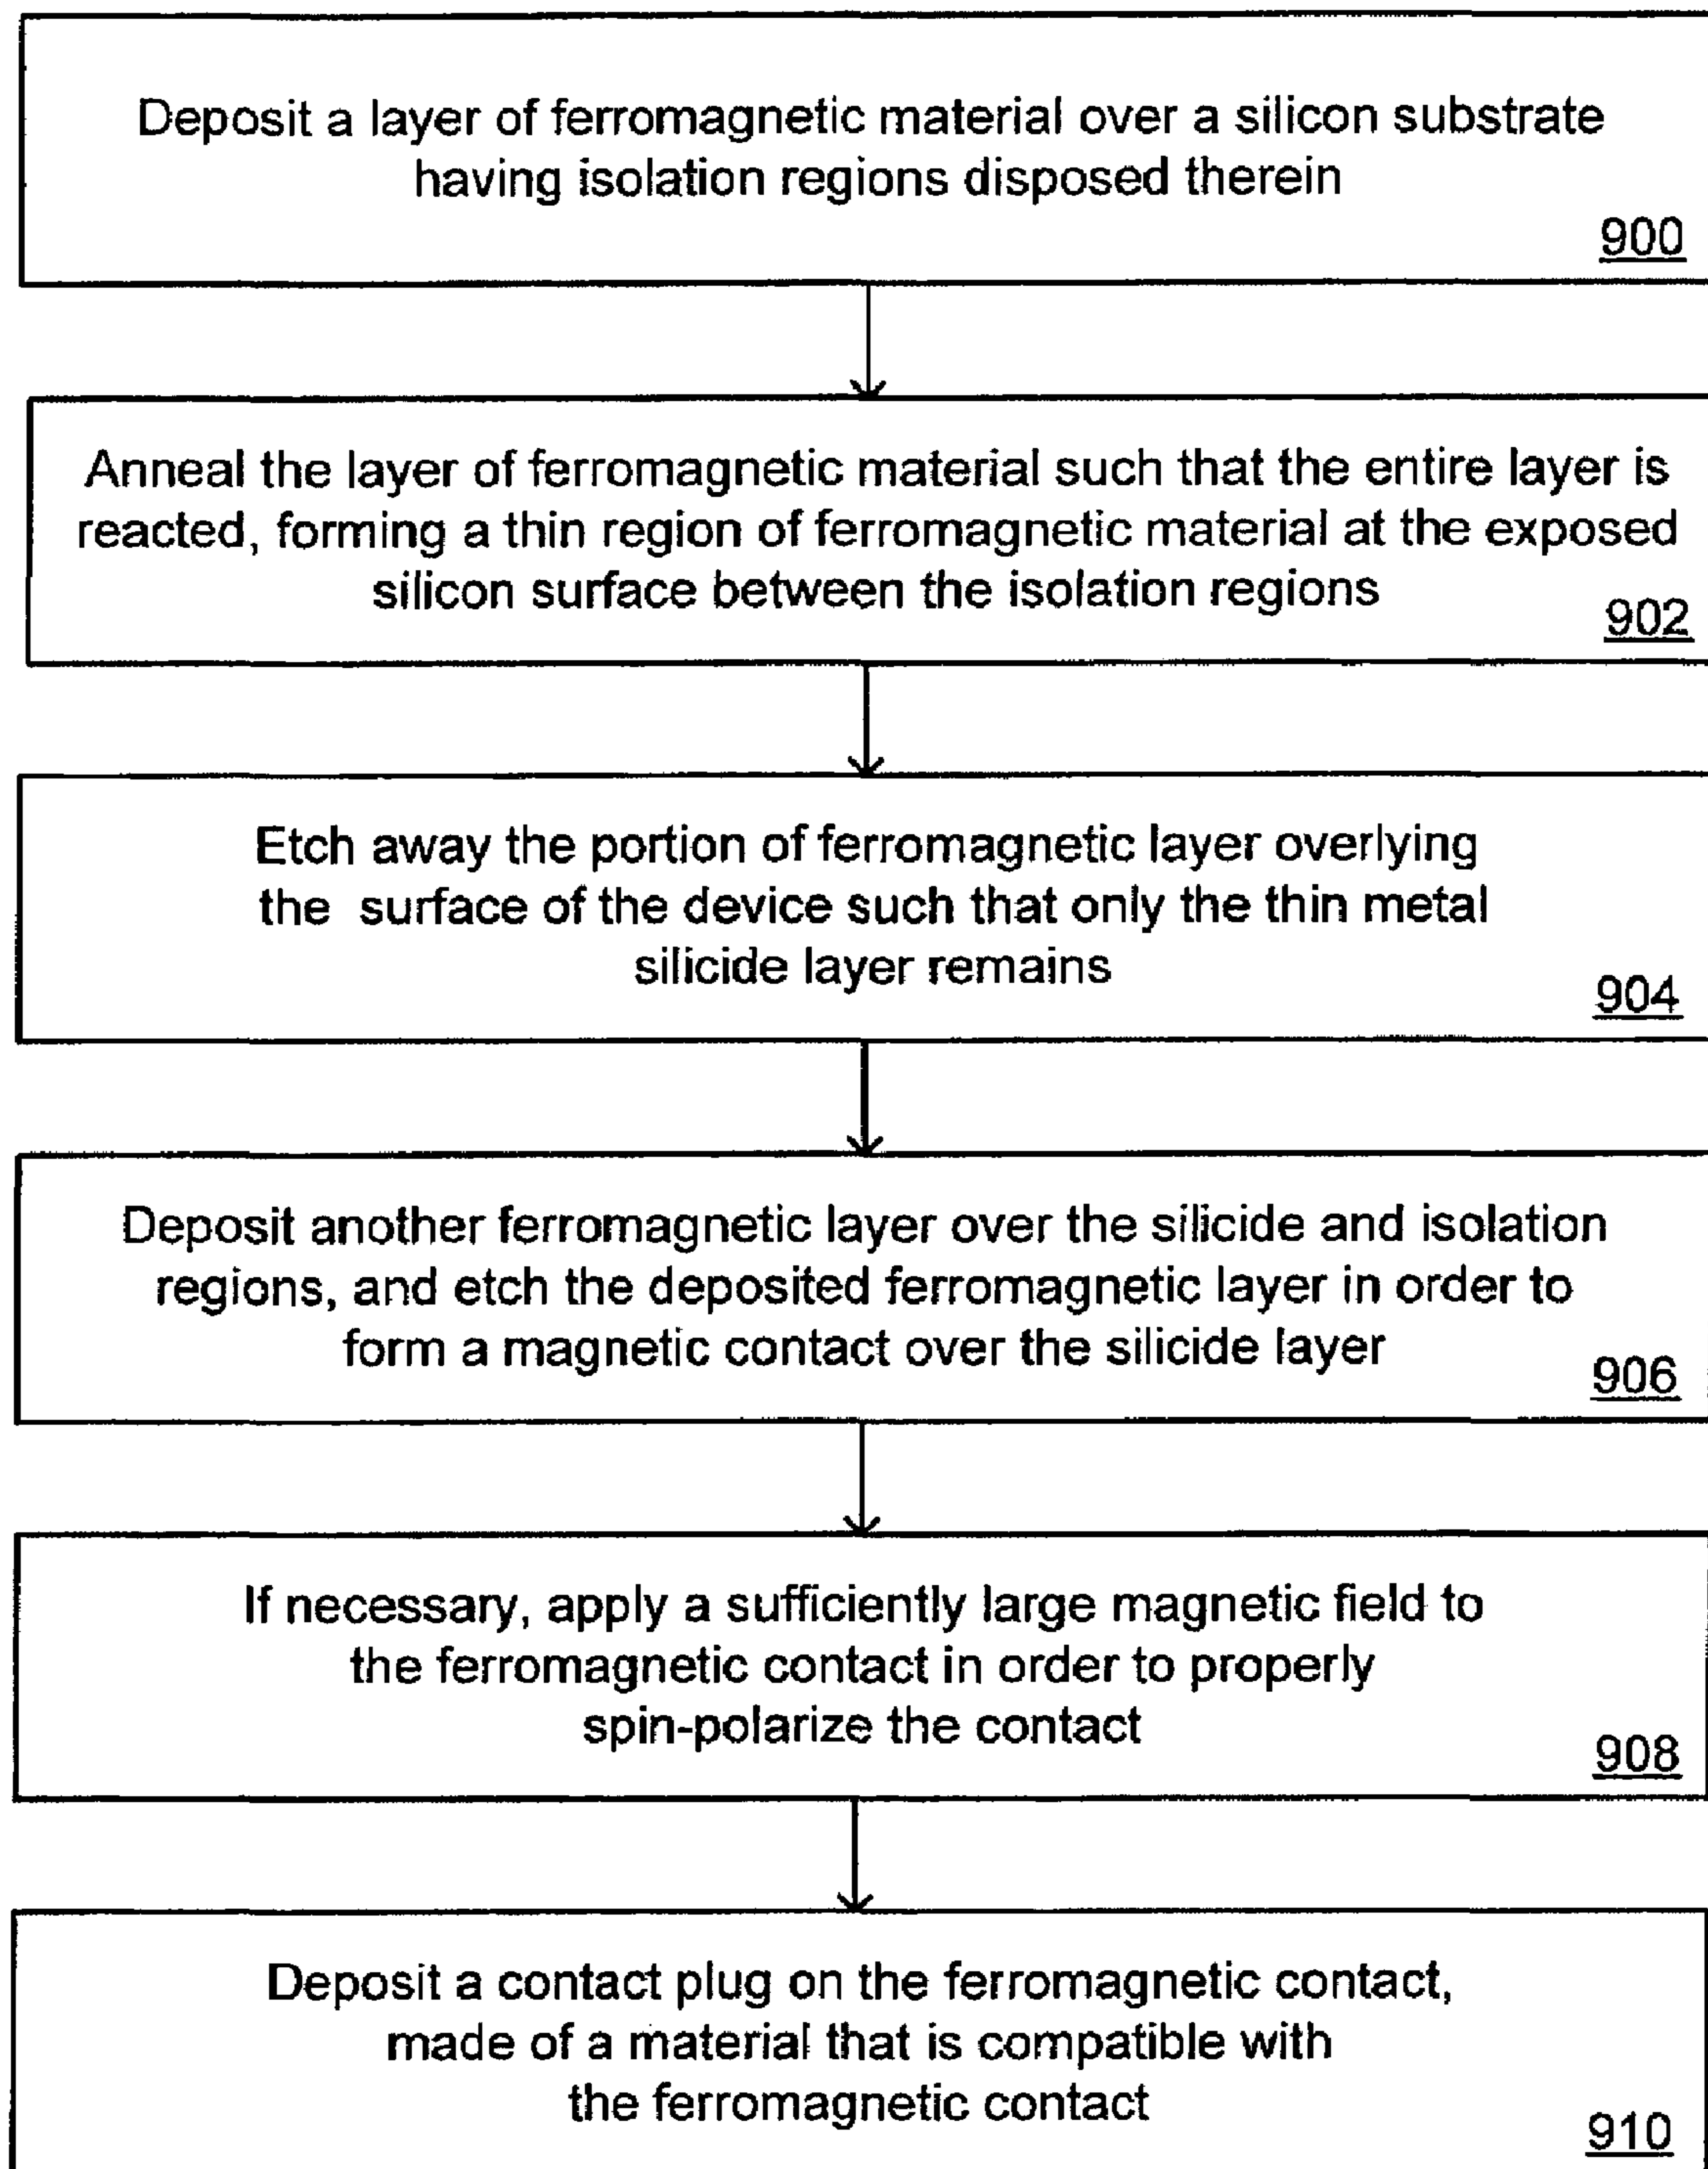 Deposit a layer of ferromagnetic material over a silicon substrate
having isolation regions disposed therein
900
Anneal the layer of ferromagnetic material such that the entire layer is
reacted, forming a thin region of ferromagnetic material at the exposed
silicon surface between the isolation regions
902
Etch away the portion of ferromagnetic layer overlying
the surface of the device such that only the thin metal
silicide layer remains
904
Deposit another ferromagnetic layer over the silicide and isolation
regions, and etch the deposited ferromagnetic layer in order to
form a magnetic contact over the silicide layer
906
If necessary, apply a sufficiently large magnetic field to
the ferromagnetic contact in order to properly
spin-polarize the contact
908
Deposit a contact plug on the ferromagnetic contact,
made of a material that is compatible with
the ferromagnetic contact
910